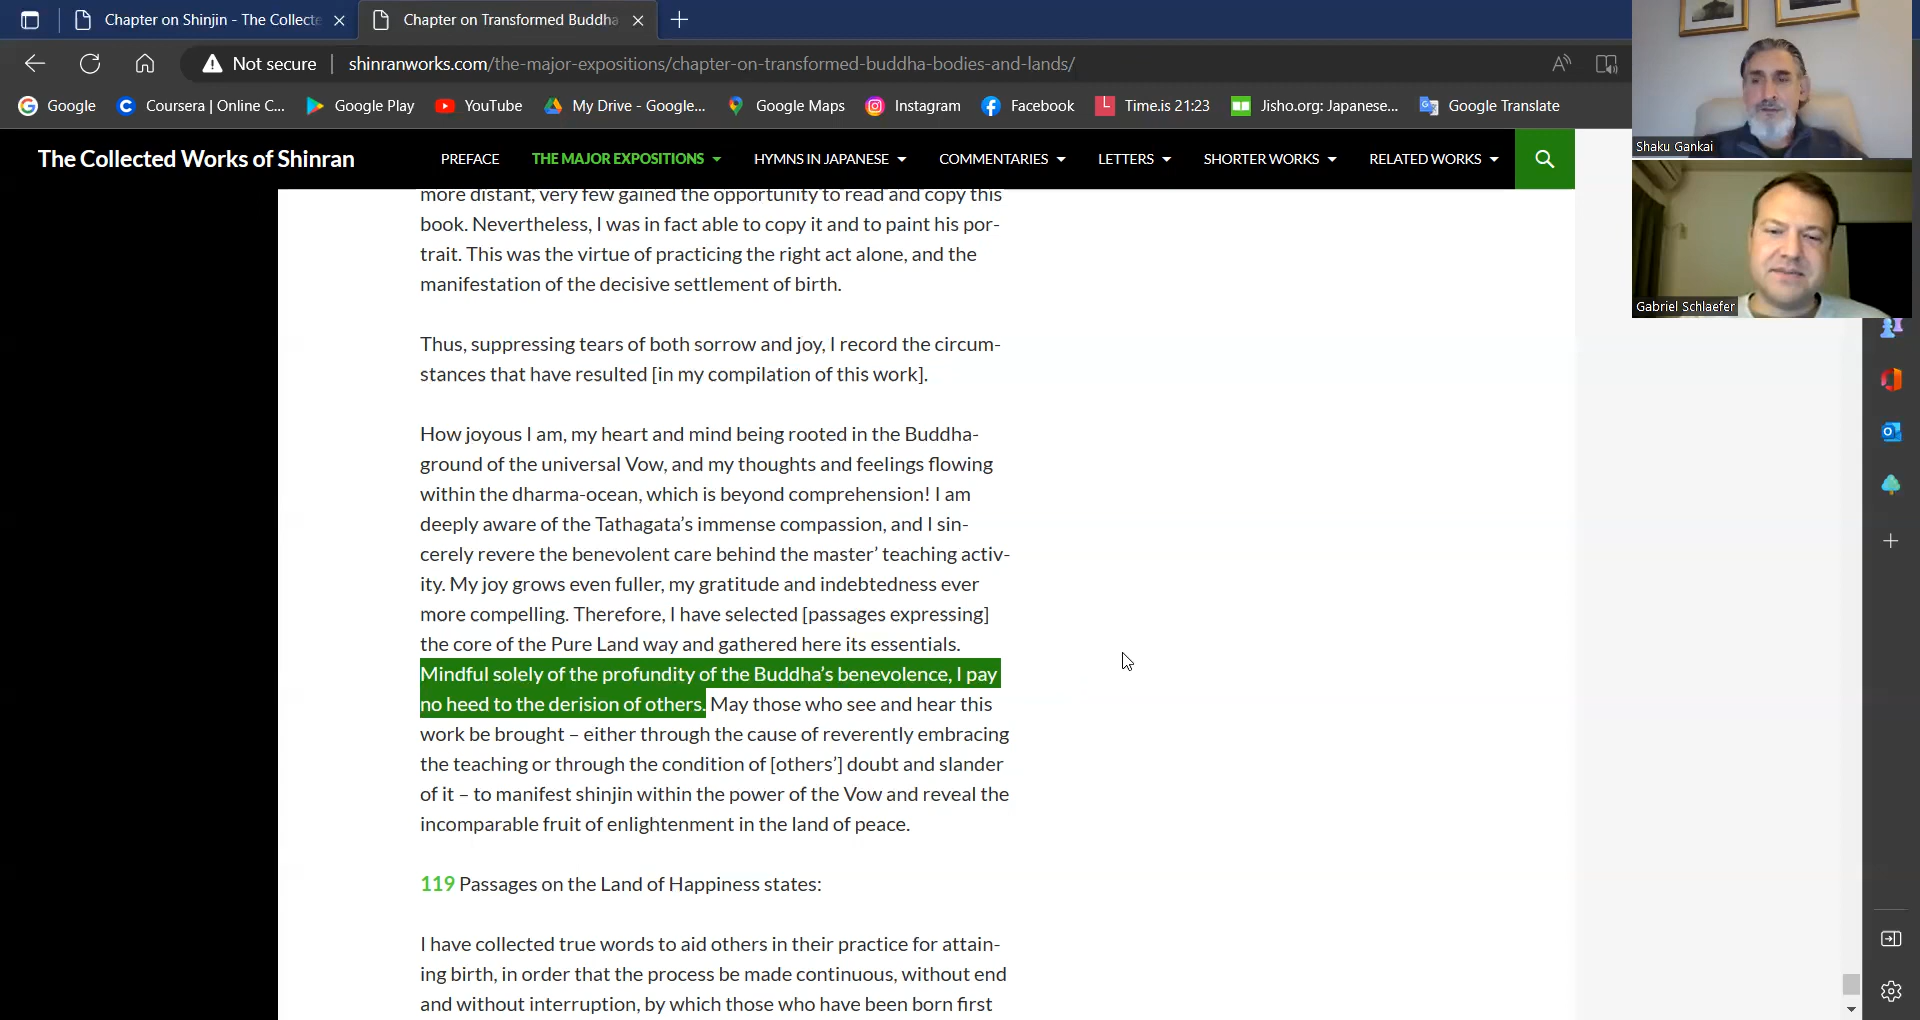 Chapter on Shinjin - The Collecte
Chapter on Transformed Buddha
Not secure
shinranworks.com/the-major-expositions/chapter-on-transformed-buddha-bodies-and-lands/
Google
Coursera | Online C...
Google Play
YouTube
My Drive - Google...
Google Maps
Instagram
Facebook
Time.is 21:23
Jisho.org: Japanese...
Google Translate
Shaku Gankai
Gabriel Schlaefer
The Collected Works of Shinran
PREFACE
THE MAJOR EXPOSITIONS
HYMNS IN JAPANESE
COMMENTARIES
LETTERS
SHORTER WORKS
RELATED WORKS
more distant, very few gained the opportunity to read and copy this
book. Nevertheless, I was in fact able to copy it and to paint his por-
trait. This was the virtue of practicing the right act alone, and the
manifestation of the decisive settlement of birth.
Thus, suppressing tears of both sorrow and joy, I record the circum-
stances that have resulted [in my compilation of this work].
How joyous I am, my heart and mind being rooted in the Buddha-
ground of the universal Vow, and my thoughts and feelings flowing
within the dharma-ocean, which is beyond comprehension! I am
deeply aware of the Tathagata's immense compassion, and I sin-
cerely revere the benevolent care behind the master' teaching activ-
ity. My joy grows even fuller, my gratitude and indebtedness ever
more compelling. Therefore, I have selected [passages expressing]
the core of the Pure Land way and gathered here its essentials.
Mindful solely of the profundity of the Buddha's benevolence, I pay
no heed to the derision of others. May those who see and hear this
work be brought – either through the cause of reverently embracing
the teaching or through the condition of [others'] doubt and slander
of it – to manifest shinjin within the power of the Vow and reveal the
incomparable fruit of enlightenment in the land of peace.
119 Passages on the Land of Happiness states:
I have collected true words to aid others in their practice for attain-
ing birth, in order that the process be made continuous, without end
and without interruption, by which those who have been born first